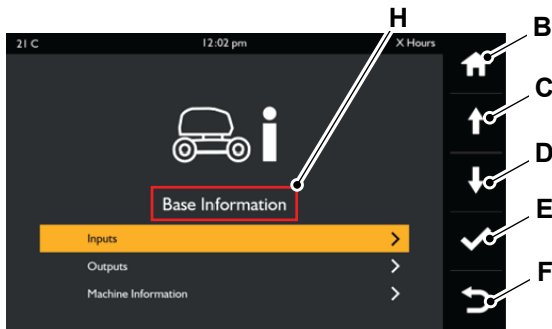 H
B
21 C 12:02 pm X Hours
C
D
Base Information
E
Inputs
Outputs
F
Machine Information